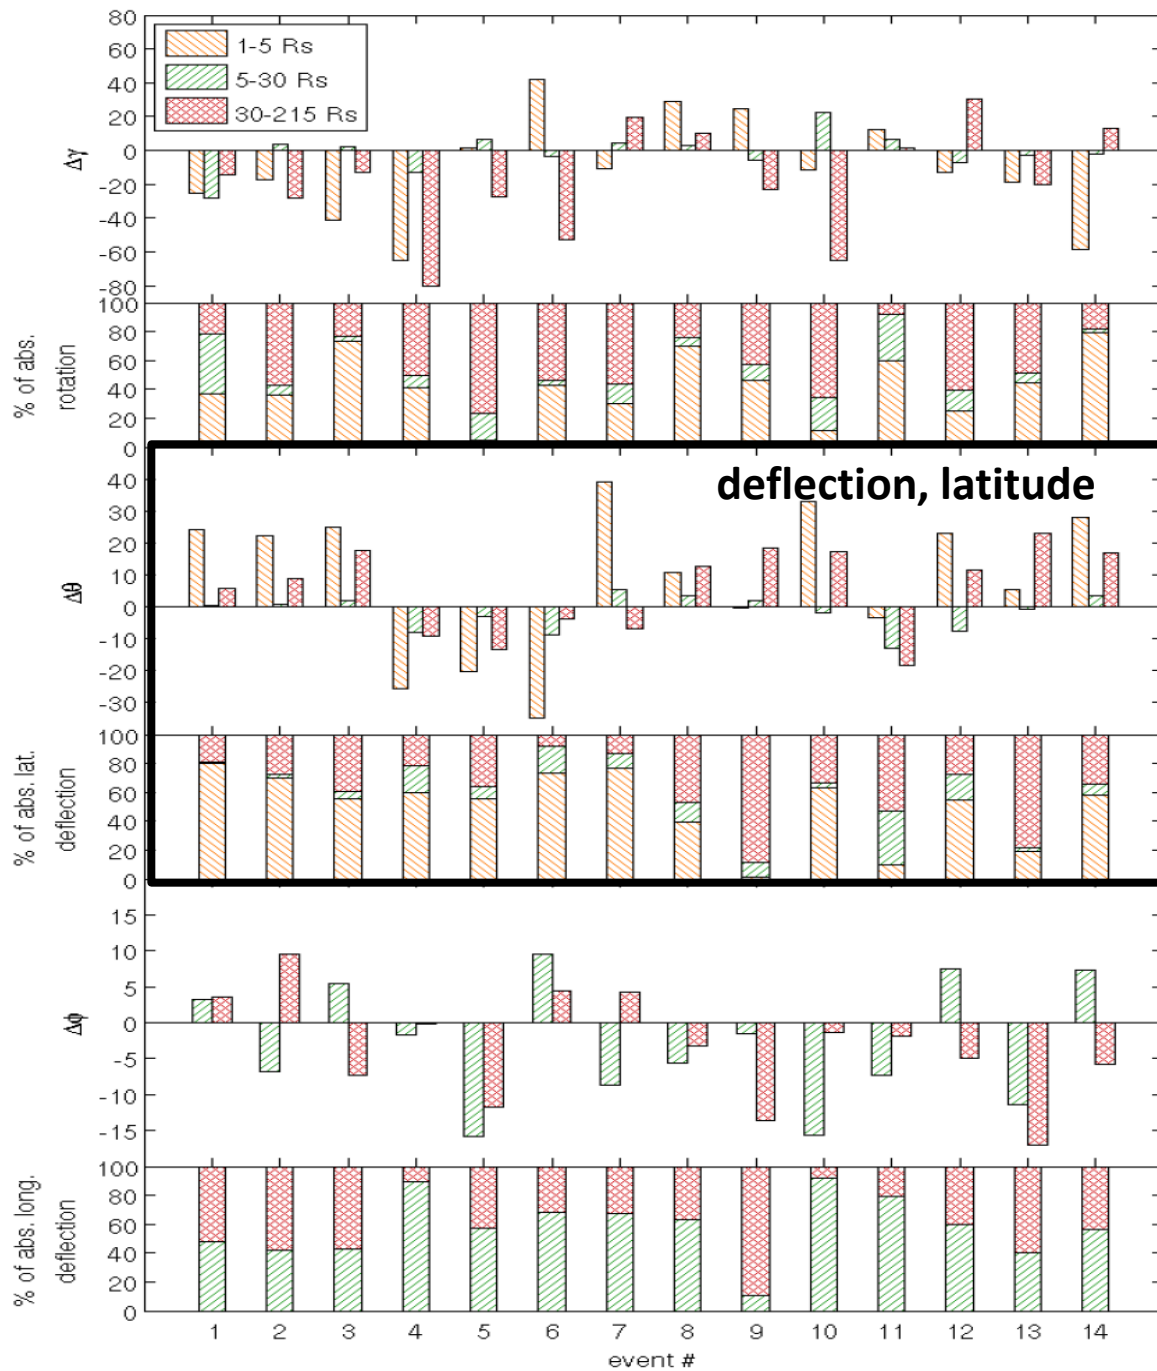 80
60
40
20
0
-20
-40
-60
-80
Δγ
1-5 Rs
5-30 Rs
30-215 Rs
100
80
60
40
20
0
% of abs.
rotation
deflection, latitude
40
30
20
10
0
-10
-20
-30
Δθ
100
80
60
40
20
0
% of abs. lat.
deflection
15
10
5
0
-5
-10
-15
Δϕ
100
80
60
40
20
0
% of abs. long.
deflection
1 2 3 4 5 6 7 8 9 10 11 12 13 14
event #